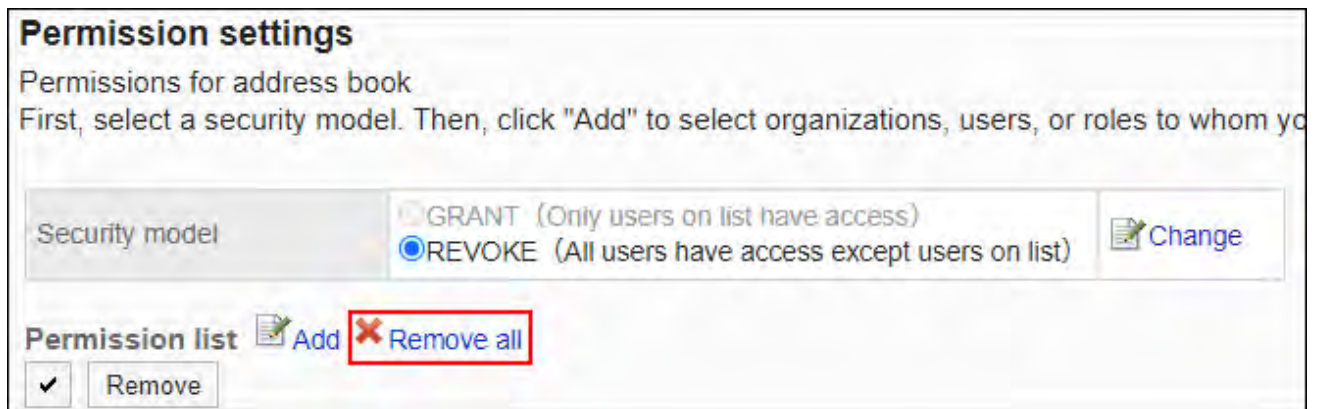 Permission settings
Permissions for address book
First, select a security model. Then, click "Add" to select organizations, users, or roles to whom yo
Security model
GRANT (Only users on list have access)
REVOKE (All users have access except users on list)
Change
Permission list Add Remove all
Remove